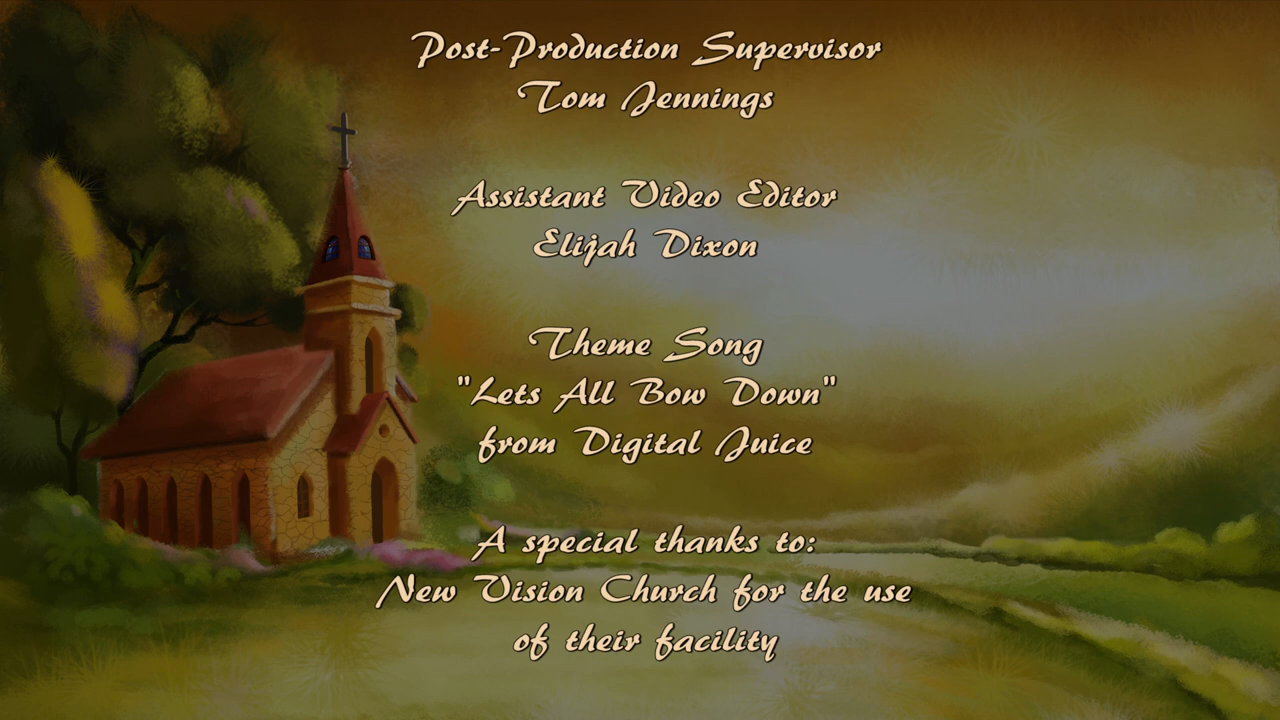 Post-Production Supervisor
Tom Jennings
Assistant Video Editor
Elijah Dixon
Theme Song
"Lets All Bow Down"
from Digital Juice
A special thanks to:
New Vision Church for the use
of their facility